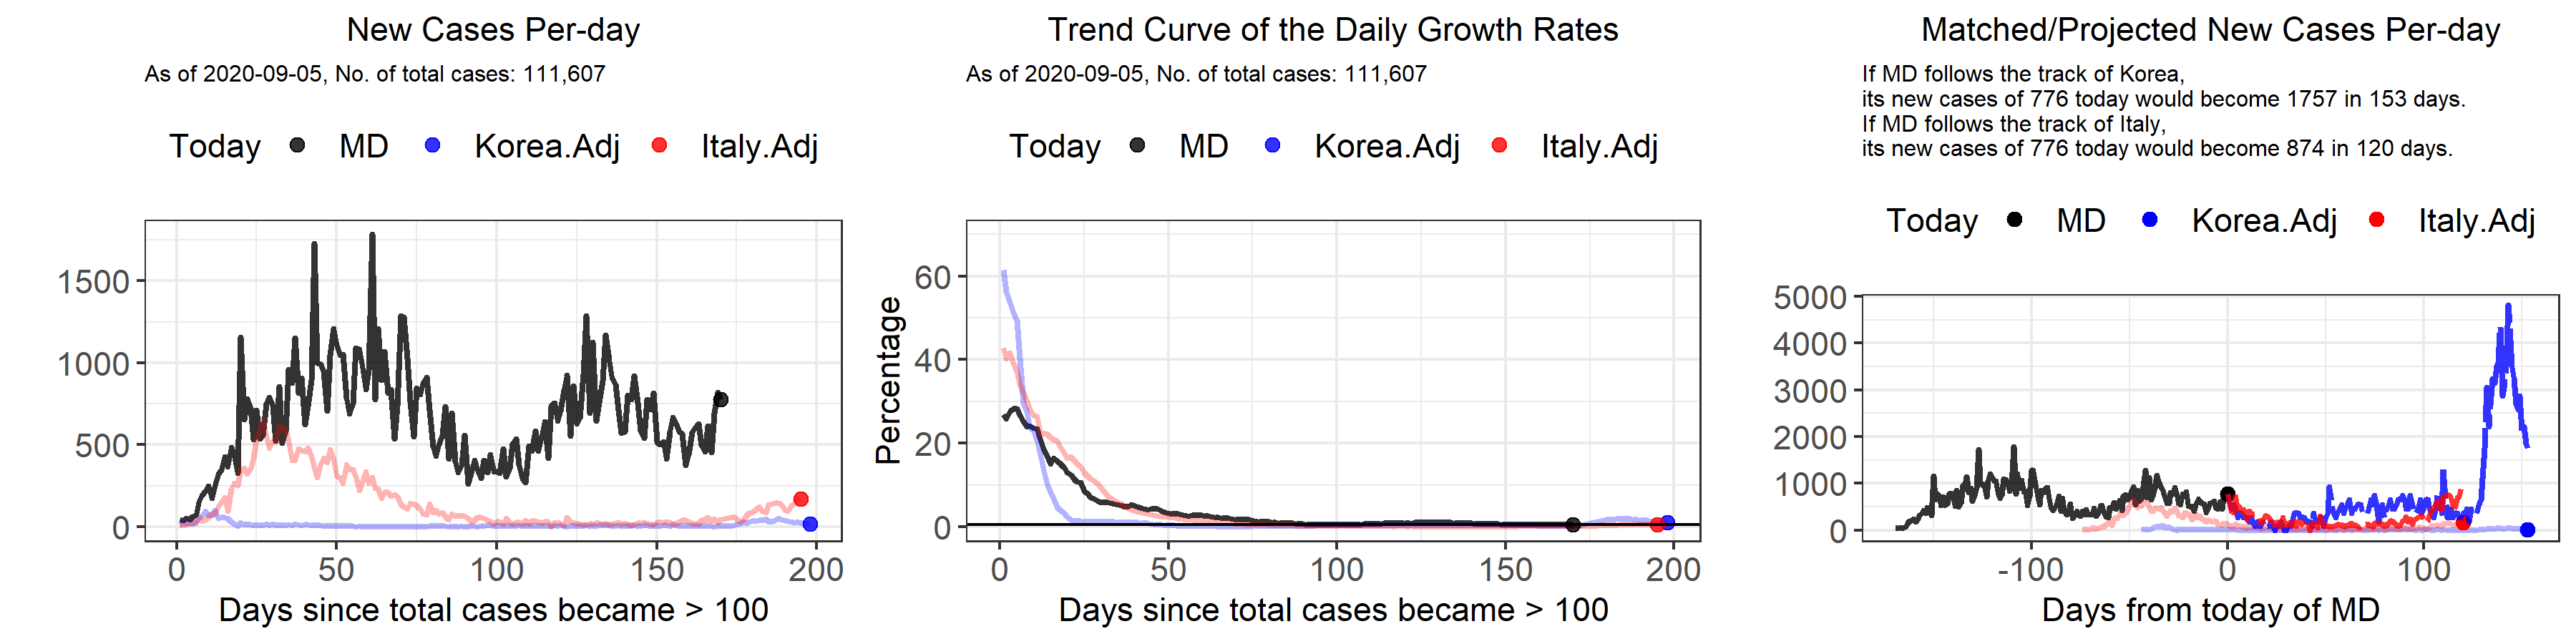 New Cases Per-day
As of 2020-09-05, No. of total cases: 111,607
Today MD Korea.Adj Italy.Adj
1500
1000
500
0
0 50 100 150 200
Days since total cases became > 100
Trend Curve of the Daily Growth Rates
As of 2020-09-05, No. of total cases: 111,607
Today MD Korea.Adj Italy.Adj
Percentage
60
40
20
0
0 50 100 150 200
Days since total cases became > 100
Matched/Projected New Cases Per-day
If MD follows the track of Korea,
its new cases of 776 today would become 1757 in 153 days.
If MD follows the track of Italy,
its new cases of 776 today would become 874 in 120 days.
Today MD Korea.Adj Italy.Adj
5000
4000
3000
2000
1000
0
-100 0 100
Days from today of MD